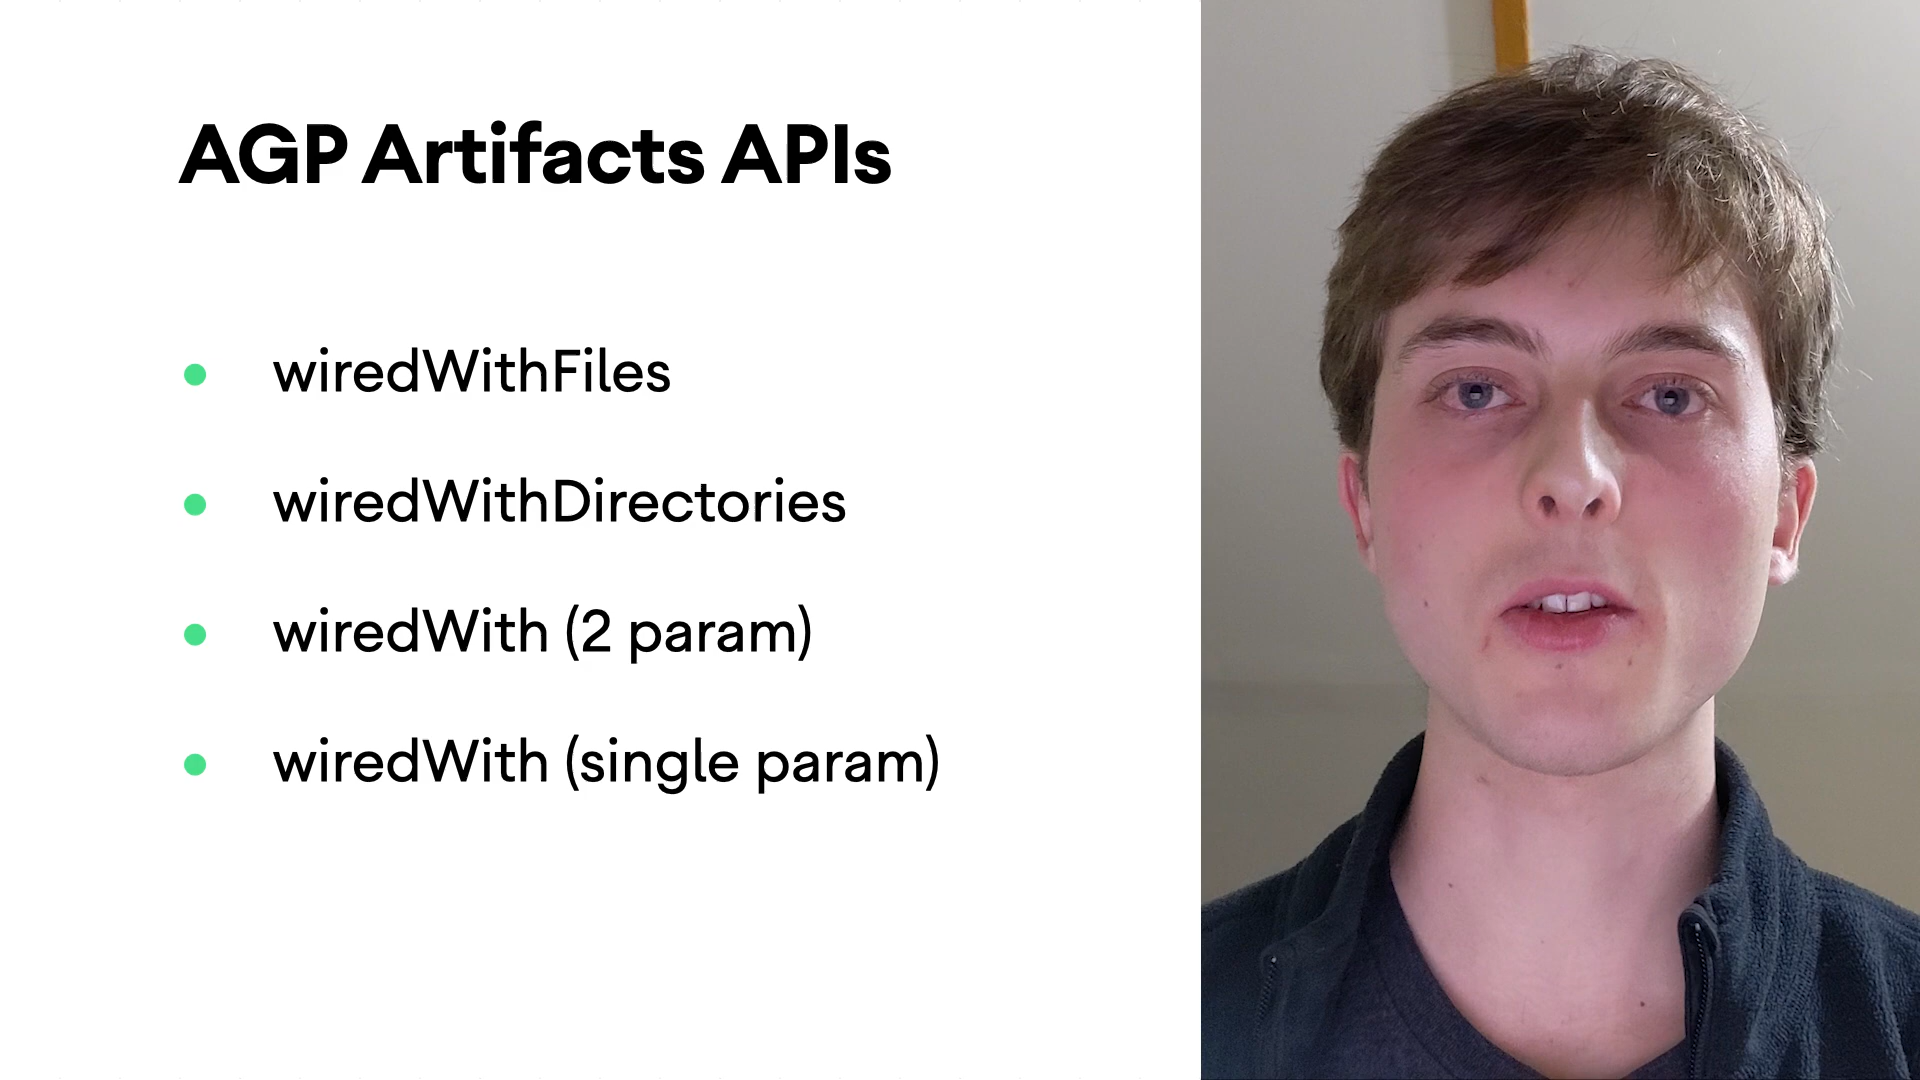 AGP Artifacts APIs
wiredWithFiles
wiredWithDirectories
wiredWith (2 param)
wiredWith (single param)